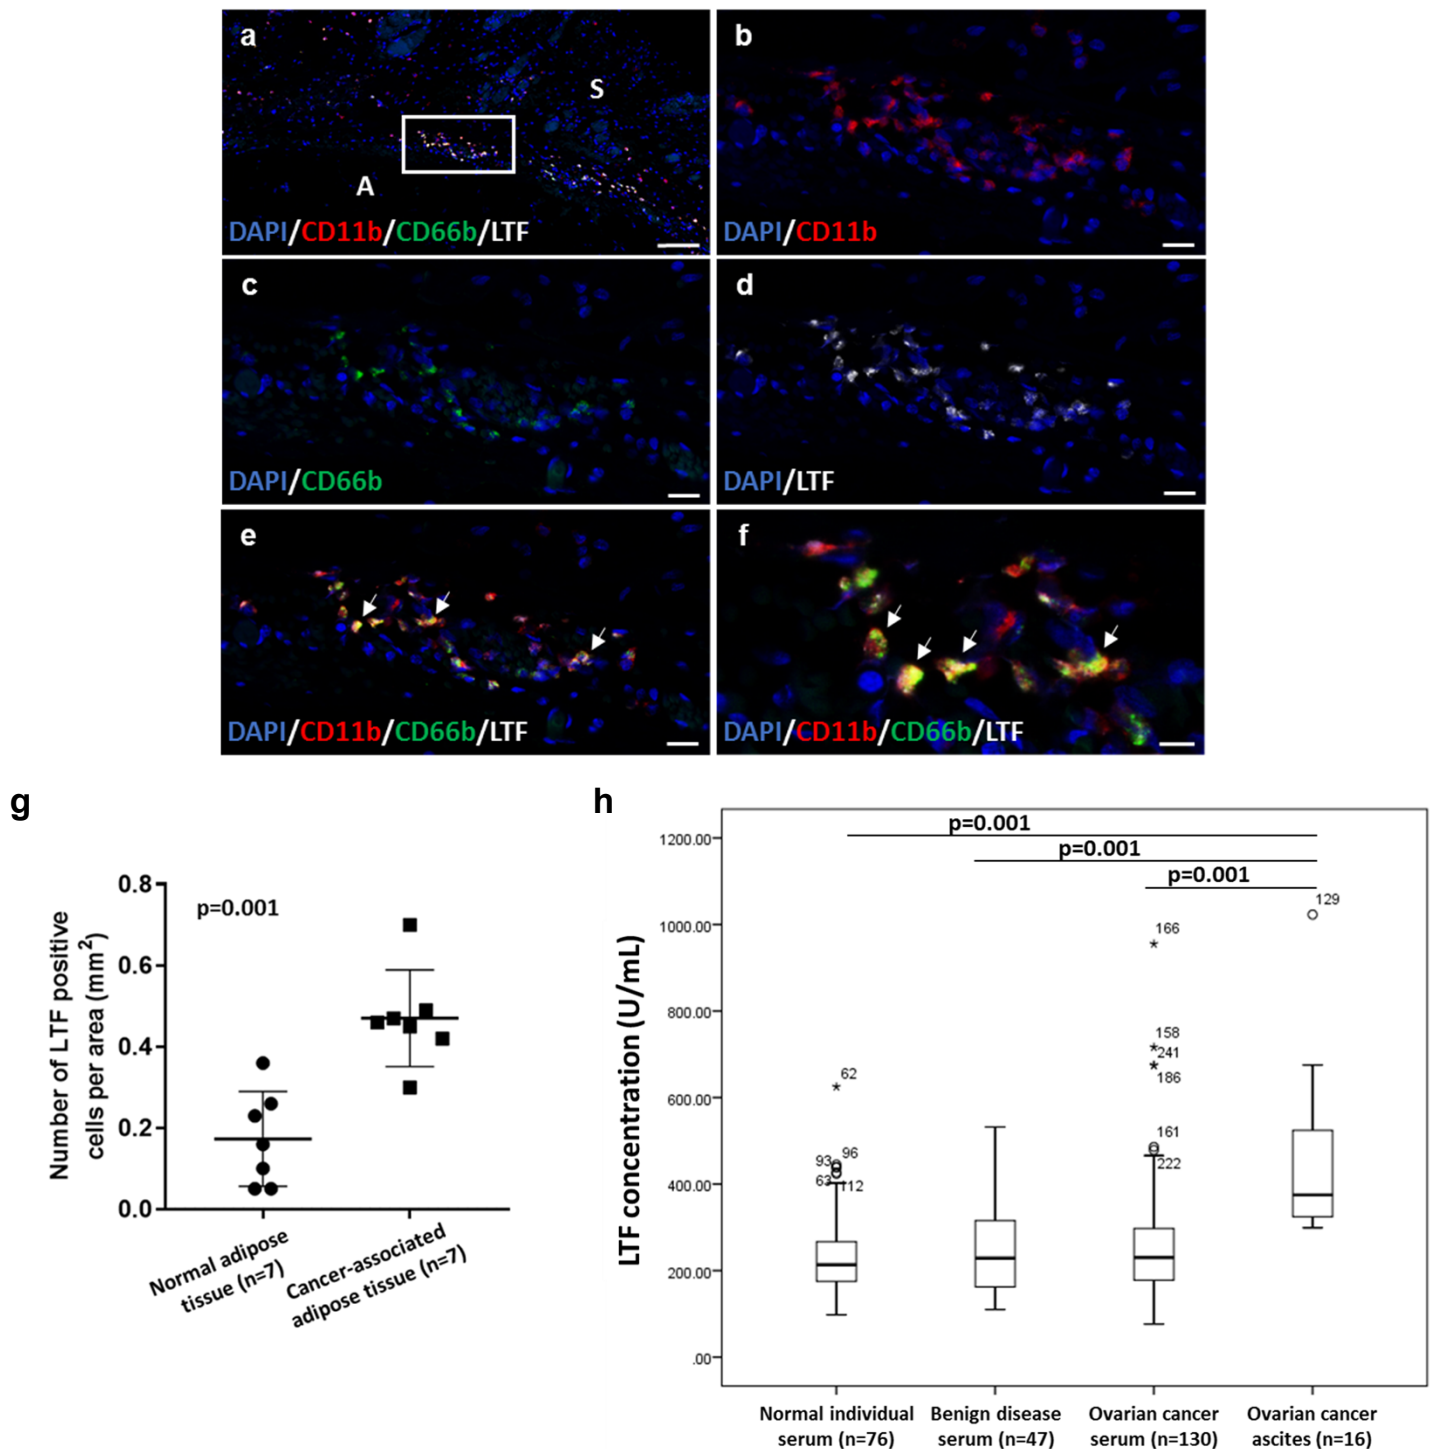 a
S
A
DAPI/CD11b/CD66b/LTF
b
DAPI/CD11b
c
DAPI/CD66b
d
DAPI/LTF
e
DAPI/CD11b/CD66b/LTF
f
DAPI/CD11b/CD66b/LTF
g
Number of LTF positive
cells per area (mm²)
0.8
0.6
0.4
0.2
0.0
p=0.001
Normal adipose
tissue (n=7)
Cancer-associated
adipose tissue (n=7)
h
LTF concentration (U/mL)
1200.00
1000.00
800.00
600.00
400.00
200.00
.00
p=0.001
p=0.001
p=0.001
62
93 96
63 112
166
158
241
186
161
222
129
Normal individual
serum (n=76)
Benign disease
serum (n=47)
Ovarian cancer
serum (n=130)
Ovarian cancer
ascites (n=16)